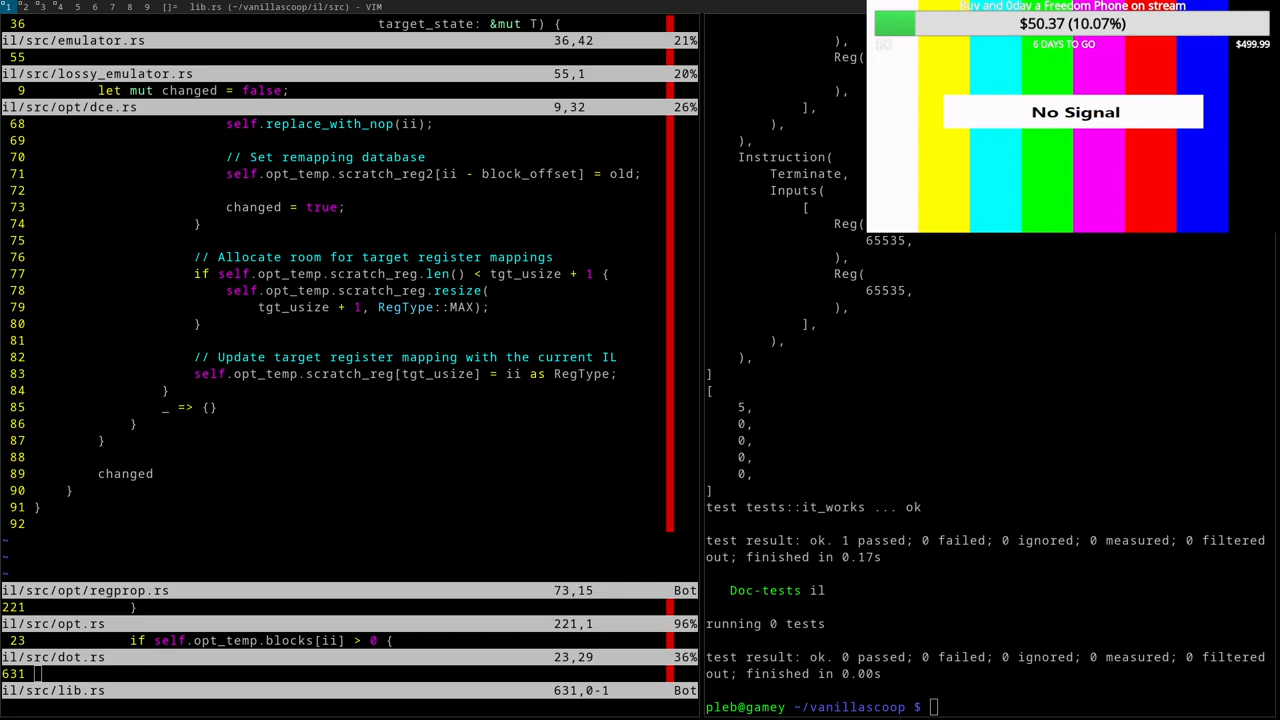 1 2 3 4 5 6 7 8 9 []= lib.rs (~/vanillascoop/il/src) - VIM
36 target_state: &mut T) {
il/src/emulator.rs 36,42 21%
55
il/src/lossy_emulator.rs 55,1 20%
9 let mut changed = false;
il/src/opt/dce.rs 9,32 26%
68 self.replace_with_nop(ii);
69
70 // Set remapping database
71 self.opt_temp.scratch_reg2[ii - block_offset] = old;
72
73 changed = true;
74 }
75
76 // Allocate room for target register mappings
77 if self.opt_temp.scratch_reg.len() < tgt_usize + 1 {
78 self.opt_temp.scratch_reg.resize(
79 tgt_usize + 1, RegType::MAX);
80 }
81
82 // Update target register mapping with the current IL
83 self.opt_temp.scratch_reg[tgt_usize] = ii as RegType;
84 }
85 _ => {}
86 }
87 }
88
89 changed
90 }
91 }
92
~
~
~
il/src/opt/regprop.rs 73,15 Bot
221 }
il/src/opt.rs 221,1 96%
23 if self.opt_temp.blocks[ii] > 0 {
il/src/dot.rs 23,29 36%
631
il/src/lib.rs 631,0-1 Bot
),
Reg(
),
],
),
),
Instruction(
Terminate,
Inputs(
[
Reg(
65535,
),
Reg(
65535,
),
],
),
),
]
[
5,
0,
0,
0,
0,
]
test tests::it_works ... ok
test result: ok. 1 passed; 0 failed; 0 ignored; 0 measured; 0 filtered
out; finished in 0.17s
Doc-tests il
running 0 tests
test result: ok. 0 passed; 0 failed; 0 ignored; 0 measured; 0 filtered
out; finished in 0.00s
pleb@gamey ~/vanillascoop $
Buy and 0day a Freedom Phone on stream
$50.37 (10.07%)
$0 6 DAYS TO GO $499.99
No Signal